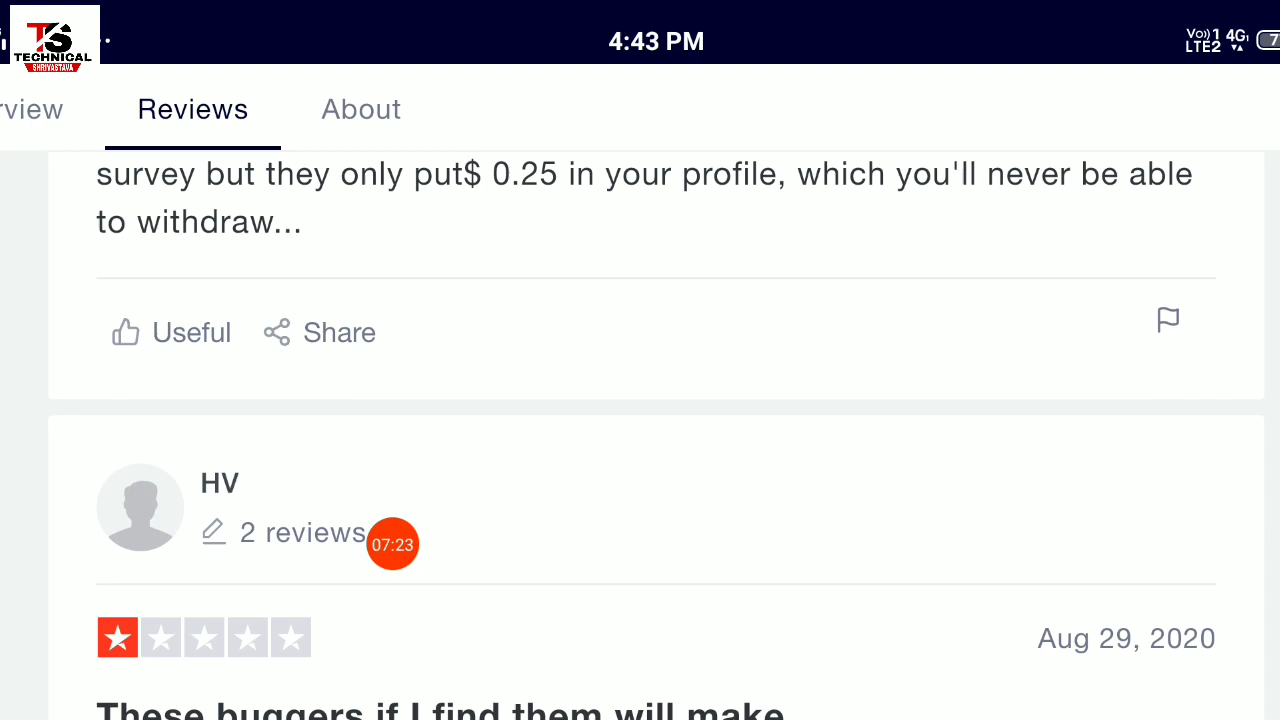 TS
TECHNICAL
SHRIVASTAVA
4:43 PM
Vo)) 1 4G
LTE2
7
rview
Reviews
About
survey but they only put$ 0.25 in your profile, which you'll never be able
to withdraw...
Useful
Share
HV
2 reviews
07:23
Aug 29, 2020
These buggers if I find them will make